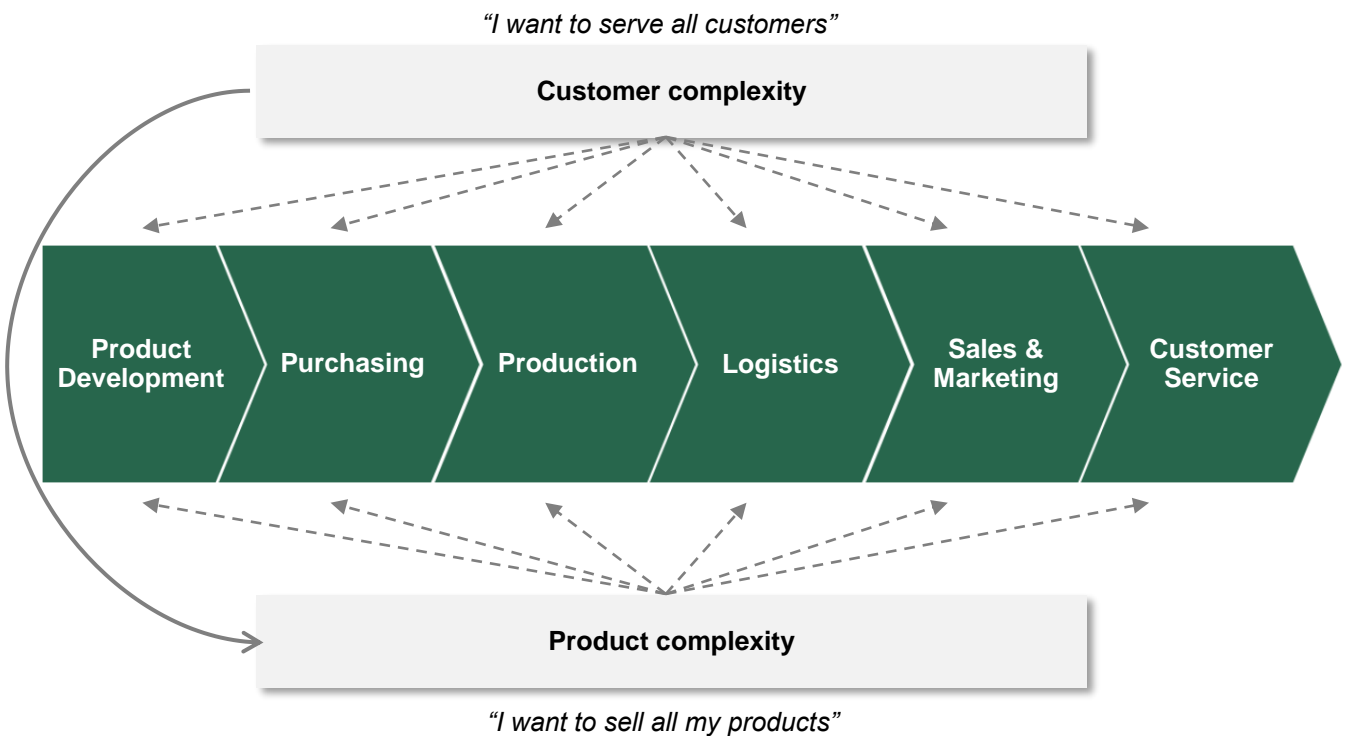 “I want to serve all customers”
Customer complexity
Product
Development
Purchasing
Production
Logistics
Sales &
Marketing
Customer
Service
Product complexity
“I want to sell all my products”